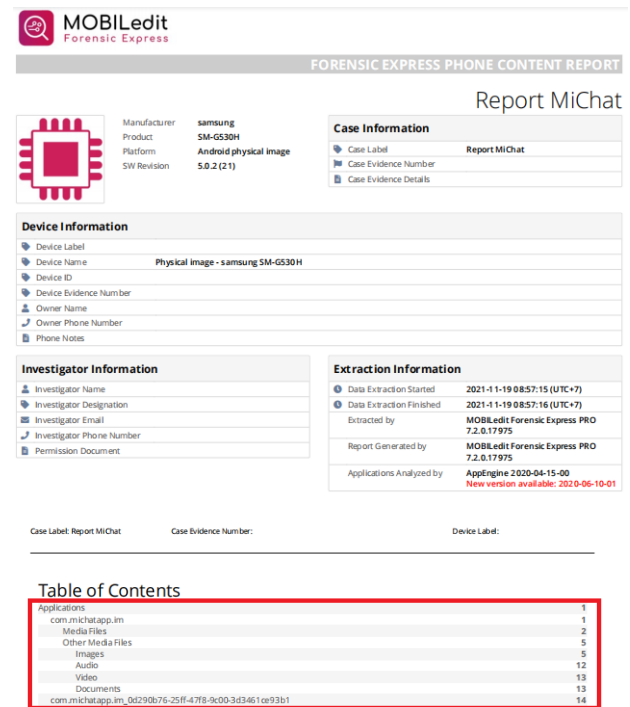 MOBILedit
Forensic Express
FORENSIC EXPRESS PHONE CONTENT REPORT
Report MiChat
Manufacturer samsung
Product SM-G530H
Platform Android physical image
SW Revision 5.0.2 (21)
Case Information
Case Label Report MiChat
Case Evidence Number
Case Evidence Details
Device Information
Device Label
Device Name Physical image - samsung SM-G530H
Device ID
Device Evidence Number
Owner Name
Owner Phone Number
Phone Notes
Investigator Information
Investigator Name
Investigator Designation
Investigator Email
Investigator Phone Number
Permission Document
Extraction Information
Data Extraction Started 2021-11-19 08:57:15 (UTC+7)
Data Extraction Finished 2021-11-19 08:57:16 (UTC+7)
Extracted by MOBILedit Forensic Express PRO
7.2.0.17975
Report Generated by MOBILedit Forensic Express PRO
7.2.0.17975
Applications Analyzed by AppEngine 2020-04-15-00
New version available: 2020-06-10-01
Case Label: Report MiChat Case Evidence Number: Device Label:
Table of Contents
Applications 1
com.michatapp.im 1
Media Files 2
Other Media Files 5
Images 5
Audio 12
Video 13
Documents 13
com.michatapp.im_0d290b76-25ff-47f8-9c00-3d3461ce93b1 14